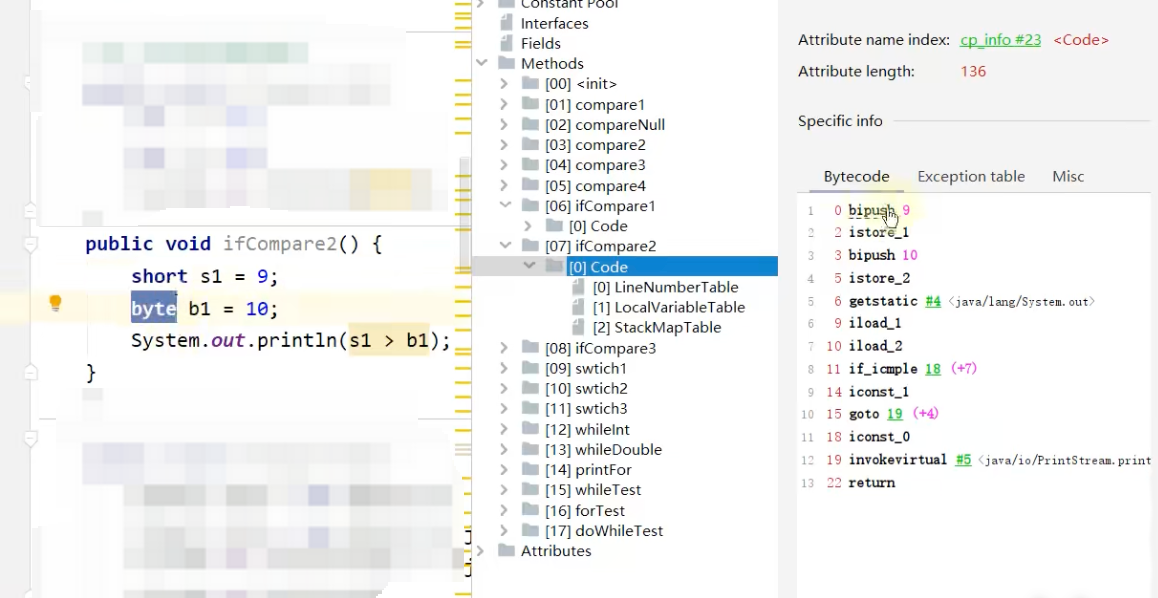 public void ifCompare2() {
short s1 = 9;
byte b1 = 10;
System.out.println(s1 > b1);
}
Constant Pool
Interfaces
Fields
Methods
[00] <init>
[01] compare1
[02] compareNull
[03] compare2
[04] compare3
[05] compare4
[06] ifCompare1
[0] Code
[07] ifCompare2
[0] Code
[0] LineNumberTable
[1] LocalVariableTable
[2] StackMapTable
[08] ifCompare3
[09] swtich1
[10] swtich2
[11] swtich3
[12] whileInt
[13] whileDouble
[14] printFor
[15] whileTest
[16] forTest
[17] doWhileTest
Attributes
Attribute name index: cp_info #23 <Code>
Attribute length: 136
Specific info
Bytecode Exception table Misc
1 0 bipush 9
2 2 istore_1
3 3 bipush 10
4 5 istore_2
5 6 getstatic #4 <java/lang/System.out>
6 9 iload_1
7 10 iload_2
8 11 if_icmple 18 (+7)
9 14 iconst_1
10 15 goto 19 (+4)
11 18 iconst_0
12 19 invokevirtual #5 <java/io/PrintStream.print
13 22 return